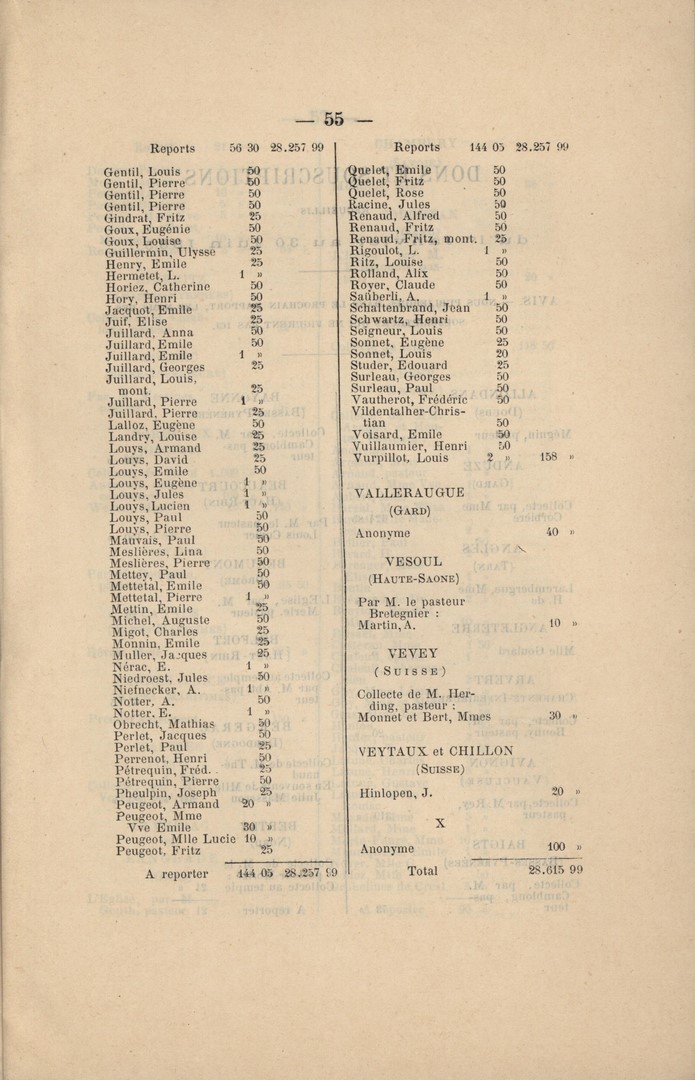 — 55 —
Reports 56 30 28.257 99
Gentil, Louis 50
Gentil, Pierre 50
Gentil, Pierre 50
Gentil, Pierre 50
Gindrat, Fritz 25
Goux, Eugénie 50
Goux, Louise 50
Guillermin, Ulysse 25
Henry, Emile 25
Hermetet, L. 1 »
Horiez, Catherine 50
Hory, Henri 50
Jacquot, Emile 25
Juif, Elise 25
Juillard, Anna 50
Juillard, Emile 50
Juillard, Emile 1 »
Juillard, Georges 25
Juillard, Louis,
mont. 25
Juillard, Pierre 1 »
Juillard, Pierre 25
Lalloz, Eugène 50
Landry, Louise 25
Louys, Armand 25
Louys, David 25
Louys, Emile 50
Louys, Eugène 1 »
Louys, Jules 1 »
Louys, Lucien 1 »
Louys, Paul 50
Louys, Pierre 50
Mauvais, Paul 50
Meslières, Lina 50
Meslières, Pierre 50
Mettey, Paul 50
Mettetal, Emile 50
Mettetal, Pierre 1 »
Mettin, Emile 25
Michel, Auguste 50
Migot, Charles 25
Monnin, Emile 25
Muller, Jacques 25
Nérac, E. 1 »
Niedroest, Jules 50
Niefnecker, A. 1 »
Notter, A. 50
Notter, E. 1 »
Obrecht, Mathias 50
Perlet, Jacques 50
Perlet, Paul 25
Perrenot, Henri 50
Pétrequin, Fréd. 25
Pétrequin, Pierre 50
Pheulpin, Joseph 25
Peugeot, Armand 20 »
Peugeot, Mme
Vve Emile 30 »
Peugeot, Mlle Lucie 10 »
Peugeot, Fritz 25
A reporter 144 05 28.257 99
Reports 144 05 28.257 99
Quelet, Emile 50
Quelet, Fritz 50
Quelet, Rose 50
Racine, Jules 50
Renaud, Alfred 50
Renaud, Fritz 50
Renaud, Fritz, mont. 25
Rigoulot, L. 1 »
Ritz, Louise 50
Rolland, Alix 50
Royer, Claude 50
Saüberli, A. 1 »
Schaltenbrand, Jean 50
Schwartz, Henri 50
Seigneur, Louis 50
Sonnet, Eugène 25
Sonnet, Louis 20
Studer, Edouard 25
Surleau, Georges 50
Surleau, Paul 50
Vautherot, Frédéric 50
Vildentalher-Chris-
tian 50
Voisard, Emile 50
Vuillaumier, Henri 50
Vurpillot, Louis 2 » 158 »
VALLERAUGUE
(GARD)
Anonyme 40 »
VESOUL
(HAUTE-SAONE)
Par M. le pasteur
Bretegnier :
Martin, A. 10 »
VEVEY
(SUISSE)
Collecte de M. Her-
ding, pasteur :
Monnet et Bert, Mmes 30 »
VEYTAUX et CHILLON
(SUISSE)
Hinlopen, J. 20 »
X
Anonyme 100 »
Total 28.615 99